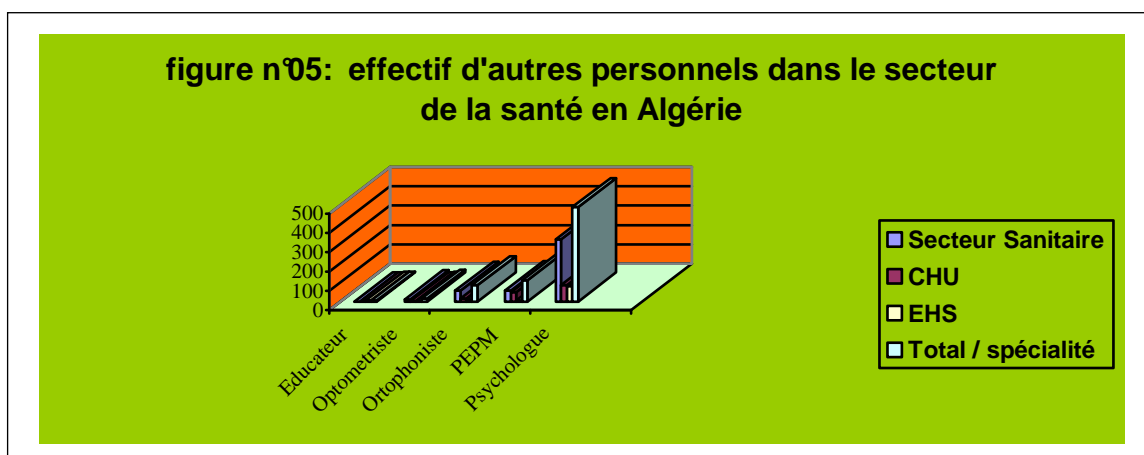 figure n°05: effectif d'autres personnels dans le secteur
de la santé en Algérie
500
400
300
200
100
0
Educateur
Optometriste
Ortophoniste
PEPM
Psychologue
Secteur Sanitaire
CHU
EHS
Total / spécialité